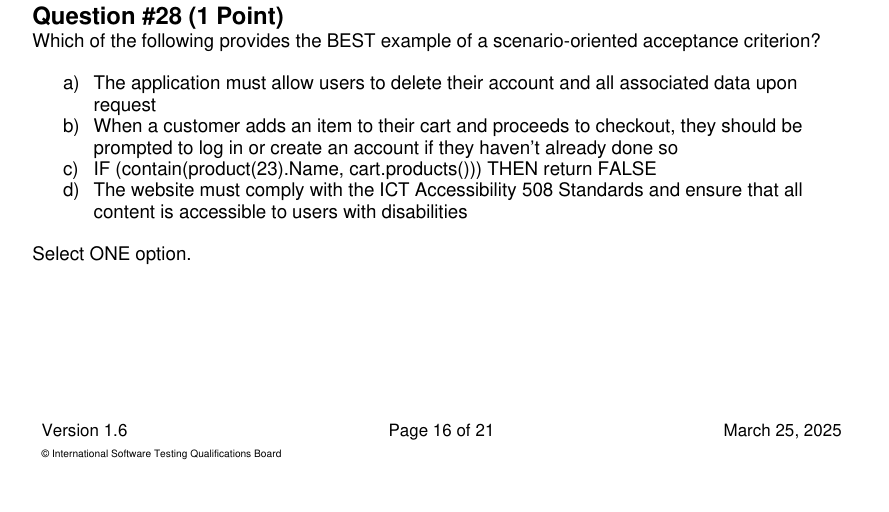 Question #28 (1 Point)
Which of the following provides the BEST example of a scenario-oriented acceptance criterion?
a) The application must allow users to delete their account and all associated data upon
request
b) When a customer adds an item to their cart and proceeds to checkout, they should be
prompted to log in or create an account if they haven’t already done so
c) IF (contain(product(23).Name, cart.products())) THEN return FALSE
d) The website must comply with the ICT Accessibility 508 Standards and ensure that all
content is accessible to users with disabilities
Select ONE option.
Version 1.6 Page 16 of 21 March 25, 2025
© International Software Testing Qualifications Board